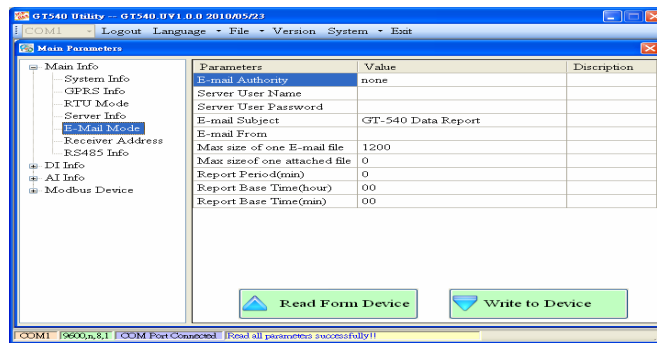 GT540 Utility -- GT540.UV1.0.0 2010/05/23
COM1 Logout Language File Version System Exit
Main Parameters
Main Info
System Info
GPRS Info
RTU Mode
Server Info
E-Mail Mode
Receiver Address
RS485 Info
DI Info
AI Info
Modbus Device
Parameters Value Discription
E-mail Authority none
Server User Name
Server User Password
E-mail Subject GT-540 Data Report
E-mail From
Max size of one E-mail file 1200
Max sizeof one attached file 0
Report Period(min) 0
Report Base Time(hour) 00
Report Base Time(min) 00
Read Form Device Write to Device
COM1 9600,n,8,1 COM Port Connected Read all parameters successfully!!